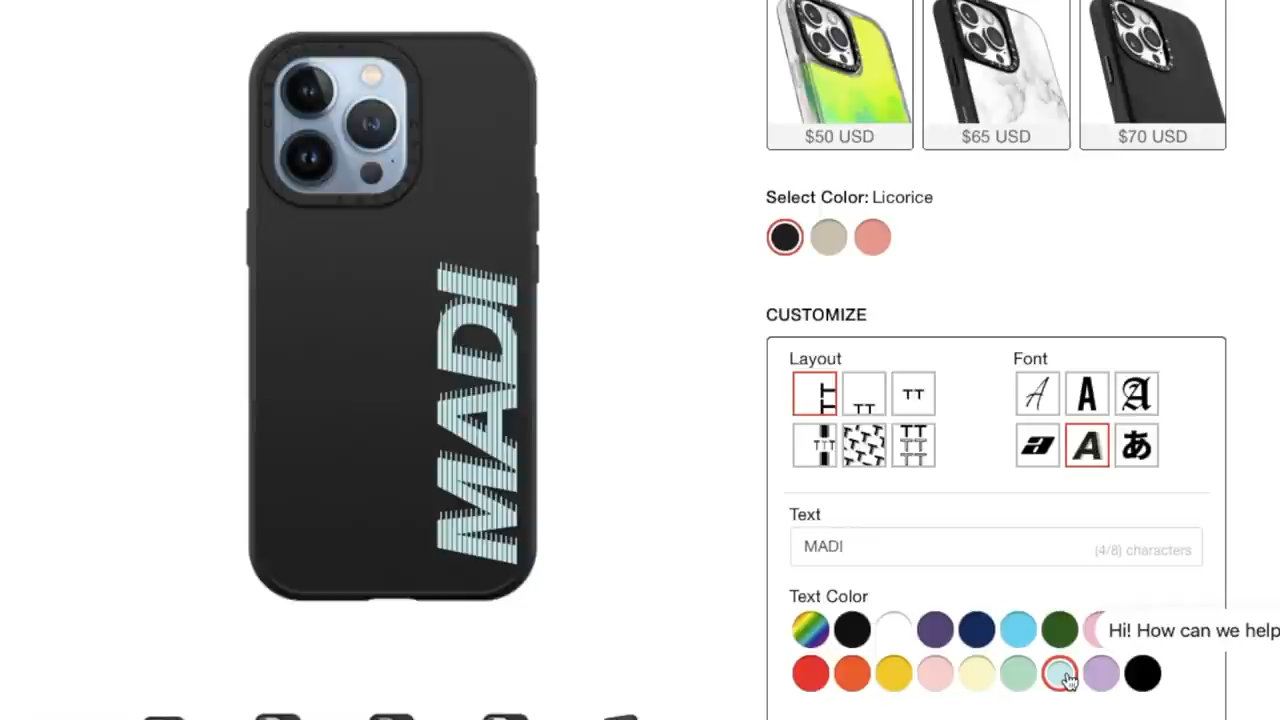 $50 USD
$65 USD
$70 USD
Select Color: Licorice
CUSTOMIZE
Layout
Font
A
A
A
a
A
あ
Text
MADI
(4/8) characters
Text Color
Hi! How can we help
MADI